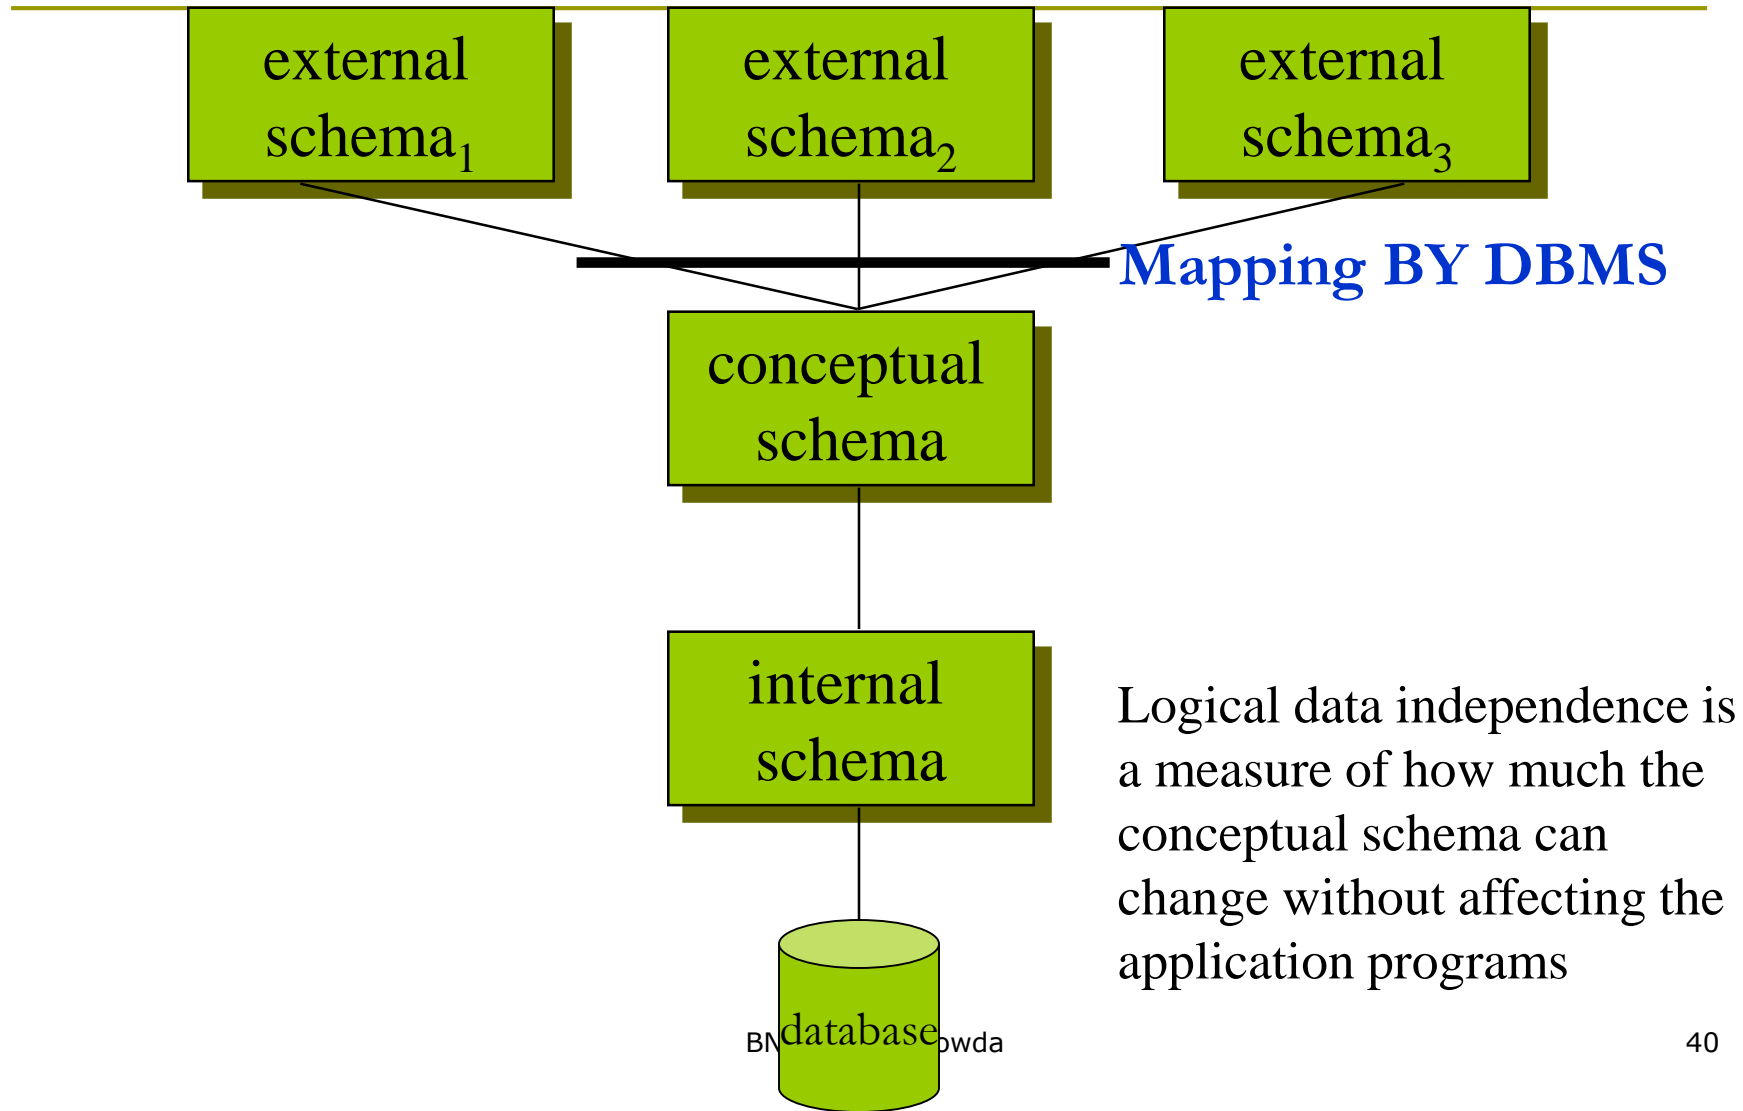 external
schema1
external
schema2
external
schema3
Mapping BY DBMS
conceptual
schema
internal
schema
Logical data independence is
a measure of how much the
conceptual schema can
change without affecting the
application programs
database
40